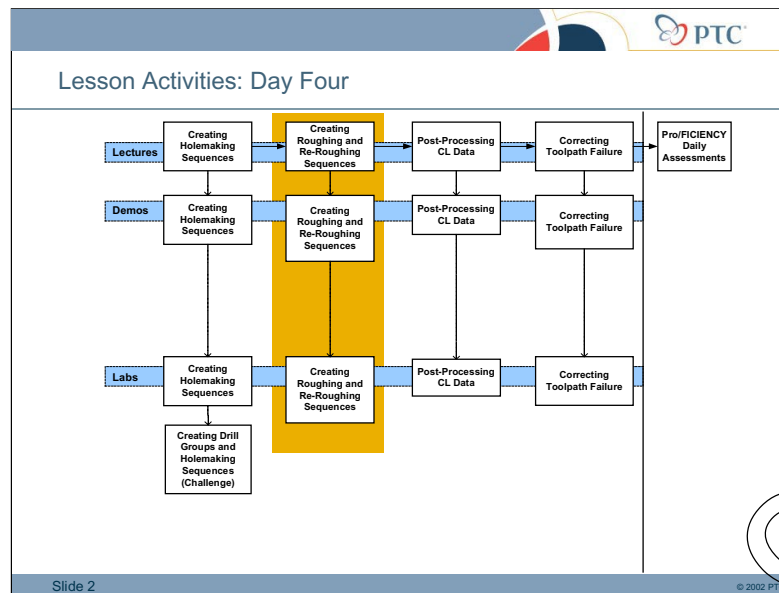 PTC
Lesson Activities: Day Four
Lectures
Creating
Holemaking
Sequences
Creating
Roughing and
Re-Roughing
Sequences
Post-Processing
CL Data
Correcting
Toolpath Failure
Pro/FICIENCY
Daily
Assessments
Demos
Creating
Holemaking
Sequences
Creating
Roughing and
Re-Roughing
Sequences
Post-Processing
CL Data
Correcting
Toolpath Failure
Labs
Creating
Holemaking
Sequences
Creating
Roughing and
Re-Roughing
Sequences
Post-Processing
CL Data
Correcting
Toolpath Failure
Creating Drill
Groups and
Holemaking
Sequences
(Challenge)
Slide 2
© 2002 PT